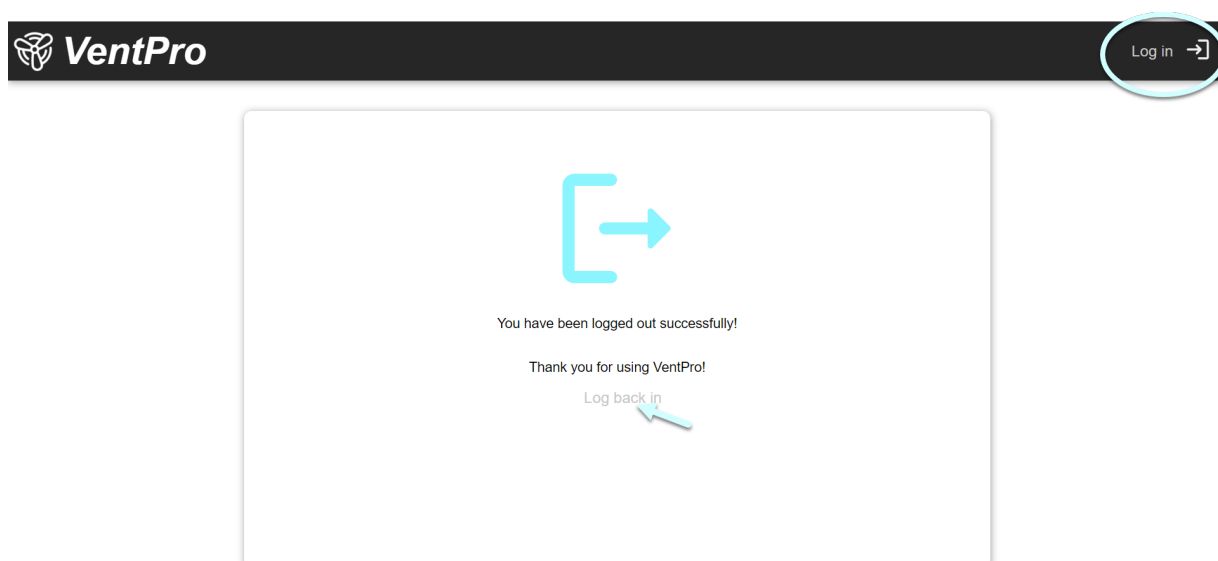 VentPro
Log in
You have been logged out successfully!
Thank you for using VentPro!
Log back in